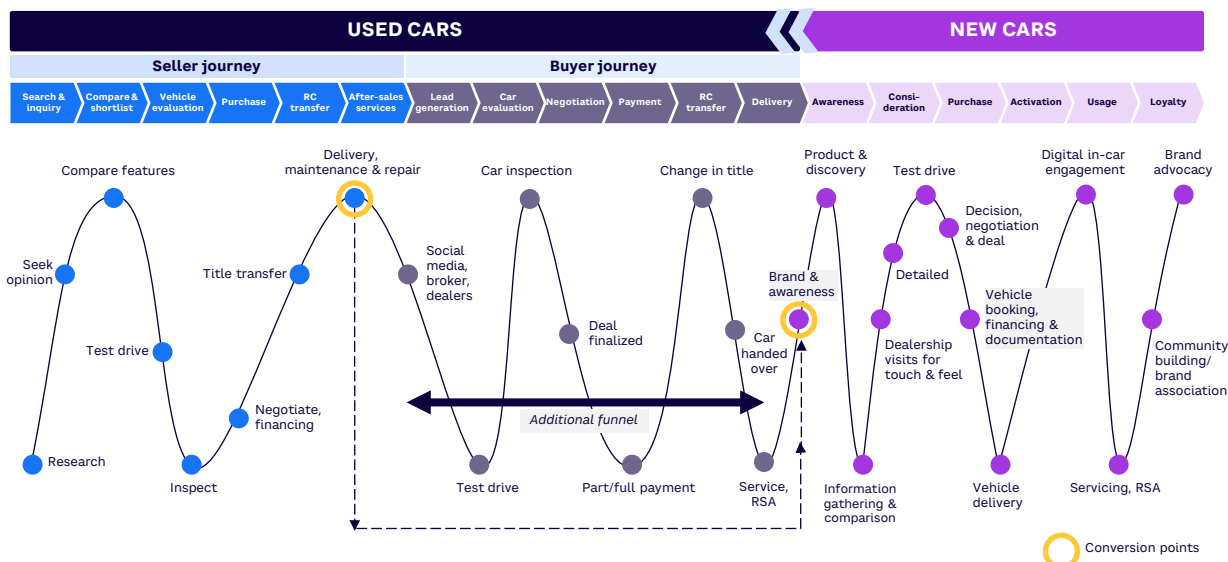 USED CARS
NEW CARS
Seller journey
Buyer journey
Search &
inquiry
Compare &
shortlist
Vehicle
evaluation
Purchase
RC
transfer
After-sales
services
Lead
generation
Car
evaluation
Negotiation
Payment
RC
transfer
Delivery
Awareness
Consi-
deration
Purchase
Activation
Usage
Loyalty
Compare features
Delivery,
maintenance & repair
Car inspection
Change in title
Product &
discovery
Test drive
Digital in-car
engagement
Brand
advocacy
Seek
opinion
Title transfer
Social
media,
broker,
dealers
Decision,
negotiation
& deal
Detailed
Brand &
awareness
Vehicle
booking,
financing &
documentation
Test drive
Deal
finalized
Car
handed
over
Dealership
visits for
touch & feel
Community
building/
brand
association
Negotiate,
financing
Additional funnel
Research
Inspect
Test drive
Part/full payment
Service,
RSA
Information
gathering &
comparison
Vehicle
delivery
Servicing, RSA
Conversion points